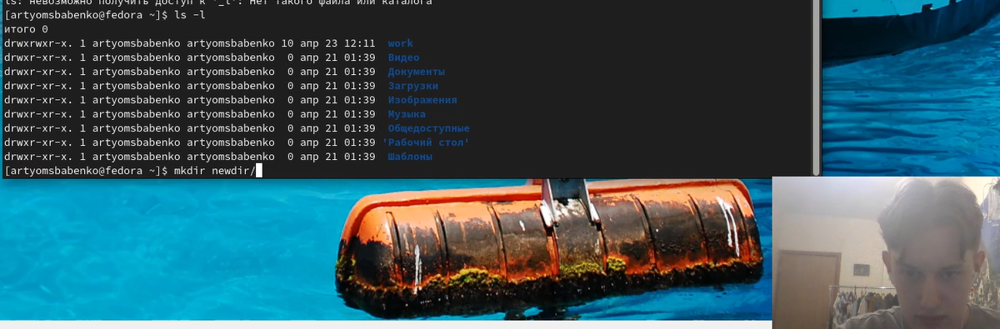 ls: невозможно получить доступ к '_l': Нет такого файла или каталога
[artyomsbabenko@fedora ~]$ ls -l
итого 0
drwxrwxr-x. 1 artyomsbabenko artyomsbabenko 10 апр 23 12:11 work
drwxr-xr-x. 1 artyomsbabenko artyomsbabenko 0 апр 21 01:39 Видео
drwxr-xr-x. 1 artyomsbabenko artyomsbabenko 0 апр 21 01:39 Документы
drwxr-xr-x. 1 artyomsbabenko artyomsbabenko 0 апр 21 01:39 Загрузки
drwxr-xr-x. 1 artyomsbabenko artyomsbabenko 0 апр 21 01:39 Изображения
drwxr-xr-x. 1 artyomsbabenko artyomsbabenko 0 апр 21 01:39 Музыка
drwxr-xr-x. 1 artyomsbabenko artyomsbabenko 0 апр 21 01:39 Общедоступные
drwxr-xr-x. 1 artyomsbabenko artyomsbabenko 0 апр 21 01:39 'Рабочий стол'
drwxr-xr-x. 1 artyomsbabenko artyomsbabenko 0 апр 21 01:39 Шаблоны
[artyomsbabenko@fedora ~]$ mkdir newdir/